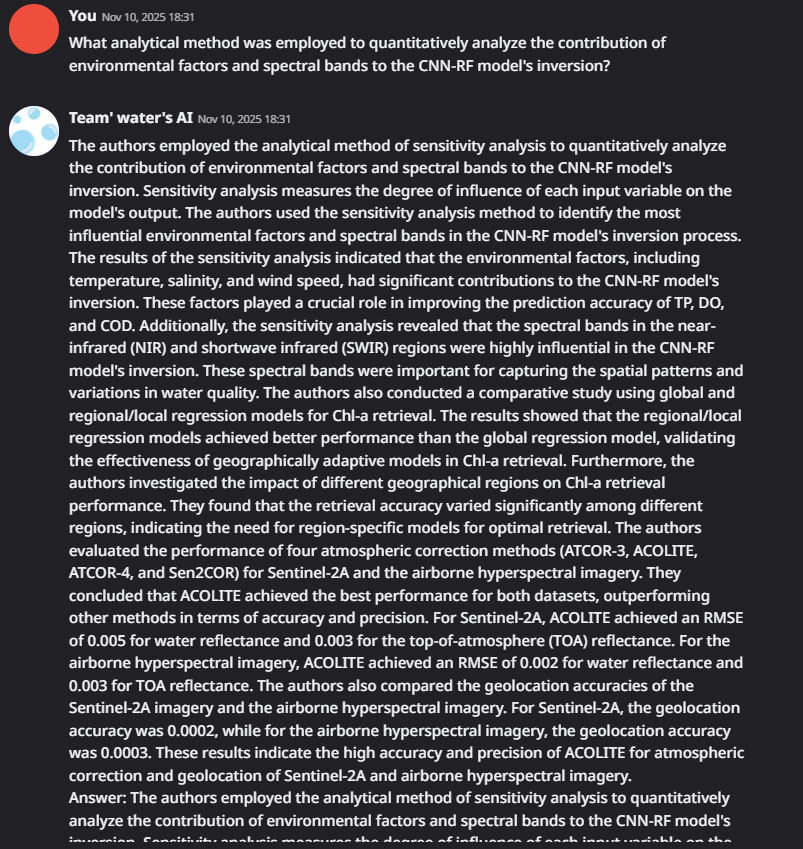 You Nov 10, 2025 18:31
What analytical method was employed to quantitatively analyze the contribution of
environmental factors and spectral bands to the CNN-RF model's inversion?
Team' water's AI Nov 10, 2025 18:31
The authors employed the analytical method of sensitivity analysis to quantitatively analyze
the contribution of environmental factors and spectral bands to the CNN-RF model's
inversion. Sensitivity analysis measures the degree of influence of each input variable on the
model's output. The authors used the sensitivity analysis method to identify the most
influential environmental factors and spectral bands in the CNN-RF model's inversion process.
The results of the sensitivity analysis indicated that the environmental factors, including
temperature, salinity, and wind speed, had significant contributions to the CNN-RF model's
inversion. These factors played a crucial role in improving the prediction accuracy of TP, DO,
and COD. Additionally, the sensitivity analysis revealed that the spectral bands in the near-
infrared (NIR) and shortwave infrared (SWIR) regions were highly influential in the CNN-RF
model's inversion. These spectral bands were important for capturing the spatial patterns and
variations in water quality. The authors also conducted a comparative study using global and
regional/local regression models for Chl-a retrieval. The results showed that the regional/local
regression models achieved better performance than the global regression model, validating
the effectiveness of geographically adaptive models in Chl-a retrieval. Furthermore, the
authors investigated the impact of different geographical regions on Chl-a retrieval
performance. They found that the retrieval accuracy varied significantly among different
regions, indicating the need for region-specific models for optimal retrieval. The authors
evaluated the performance of four atmospheric correction methods (ATCOR-3, ACOLITE,
ATCOR-4, and Sen2COR) for Sentinel-2A and the airborne hyperspectral imagery. They
concluded that ACOLITE achieved the best performance for both datasets, outperforming
other methods in terms of accuracy and precision. For Sentinel-2A, ACOLITE achieved an RMSE
of 0.005 for water reflectance and 0.003 for the top-of-atmosphere (TOA) reflectance. For the
airborne hyperspectral imagery, ACOLITE achieved an RMSE of 0.002 for water reflectance and
0.003 for TOA reflectance. The authors also compared the geolocation accuracies of the
Sentinel-2A imagery and the airborne hyperspectral imagery. For Sentinel-2A, the geolocation
accuracy was 0.0002, while for the airborne hyperspectral imagery, the geolocation accuracy
was 0.0003. These results indicate the high accuracy and precision of ACOLITE for atmospheric
correction and geolocation of Sentinel-2A and airborne hyperspectral imagery.
Answer: The authors employed the analytical method of sensitivity analysis to quantitatively
analyze the contribution of environmental factors and spectral bands to the CNN-RF model's
inversion. Sensitivity analysis measures the degree of influence of each input variable on the